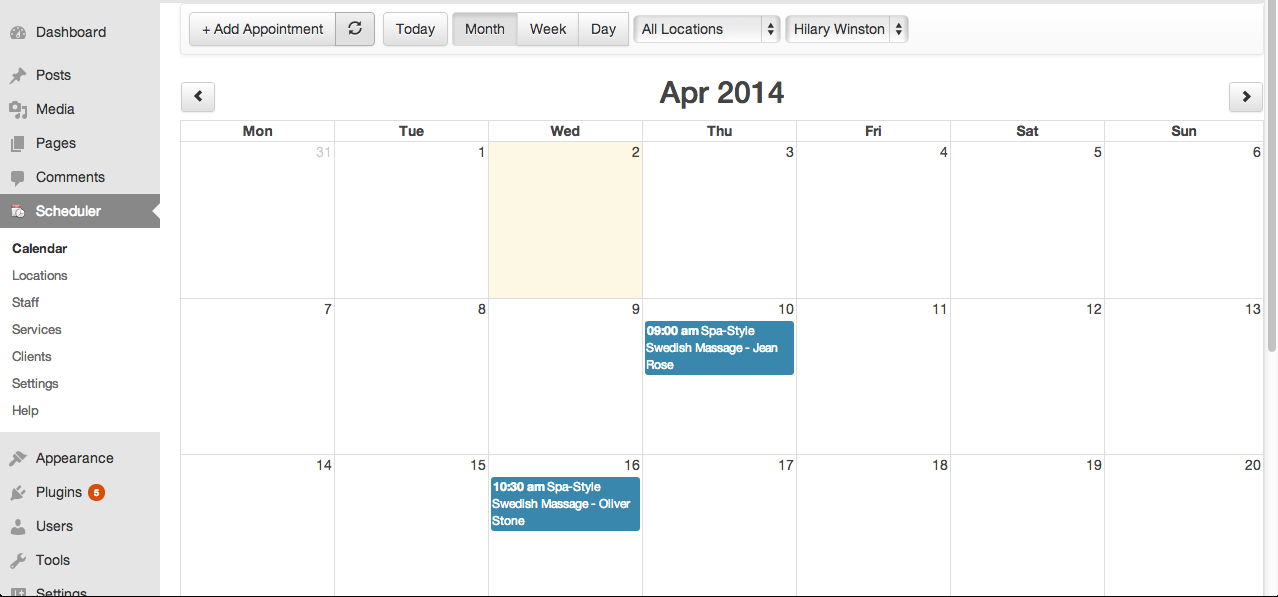 Dashboard
Posts
Media
Pages
Comments
Scheduler
Calendar
Locations
Staff
Services
Clients
Settings
Help
Appearance
Plugins 5
Users
Tools
Settings
+ Add Appointment Today Month Week Day All Locations Hilary Winston
Apr 2014
Mon Tue Wed Thu Fri Sat Sun
31 1 2 3 4 5 6
7 8 9 10 11 12 13
09:00 am Spa-Style
Swedish Massage - Jean
Rose
14 15 16 17 18 19 20
10:30 am Spa-Style
Swedish Massage - Oliver
Stone